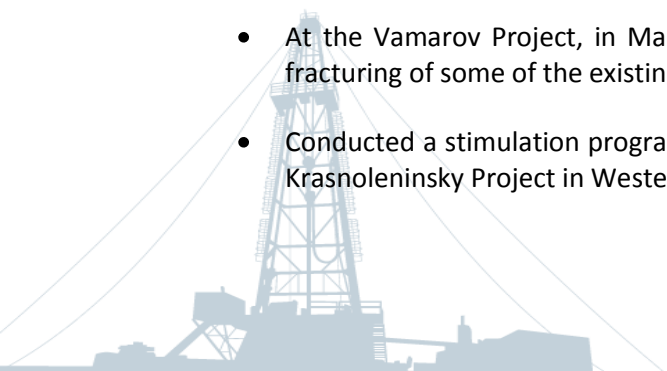 • At the Vamarov Project, in Ma
fracturing of some of the existin
• Conducted a stimulation progra
Krasnoleninsky Project in Weste